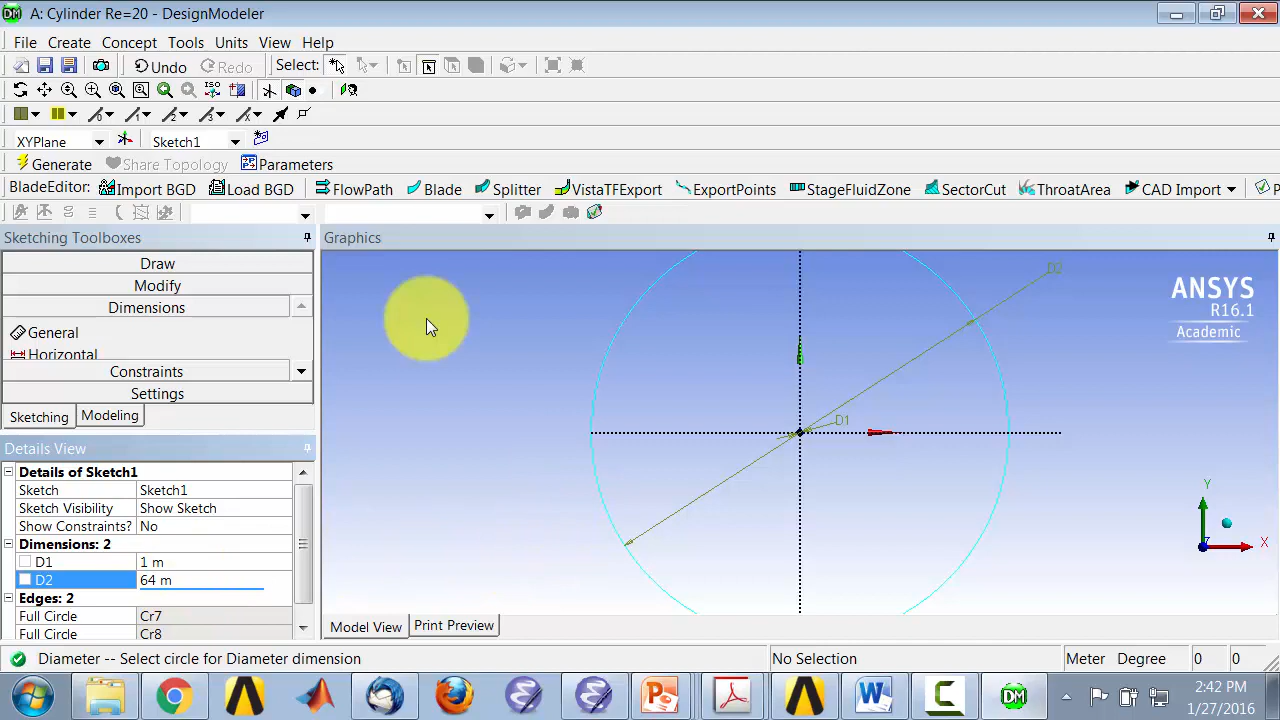 A: Cylinder Re=20 - DesignModeler
File Create Concept Tools Units View Help
Undo Redo Select:
XYPlane Sketch1
Generate Share Topology Parameters
BladeEditor: Import BGD Load BGD FlowPath Blade Splitter VistaTFExport ExportPoints StageFluidZone SectorCut ThroatArea CAD Import
Sketching Toolboxes
Draw
Modify
Dimensions
General
Horizontal
Constraints
Settings
Sketching Modeling
Details View
Details of Sketch1
Sketch Sketch1
Sketch Visibility Show Sketch
Show Constraints? No
Dimensions: 2
D1 1 m
D2 64 m
Edges: 2
Full Circle Cr7
Full Circle Cr8
Graphics
D2
D1
ANSYS
R16.1
Academic
Y
Z
X
Model View Print Preview
Diameter -- Select circle for Diameter dimension No Selection Meter Degree 0 0
2:42 PM
1/27/2016